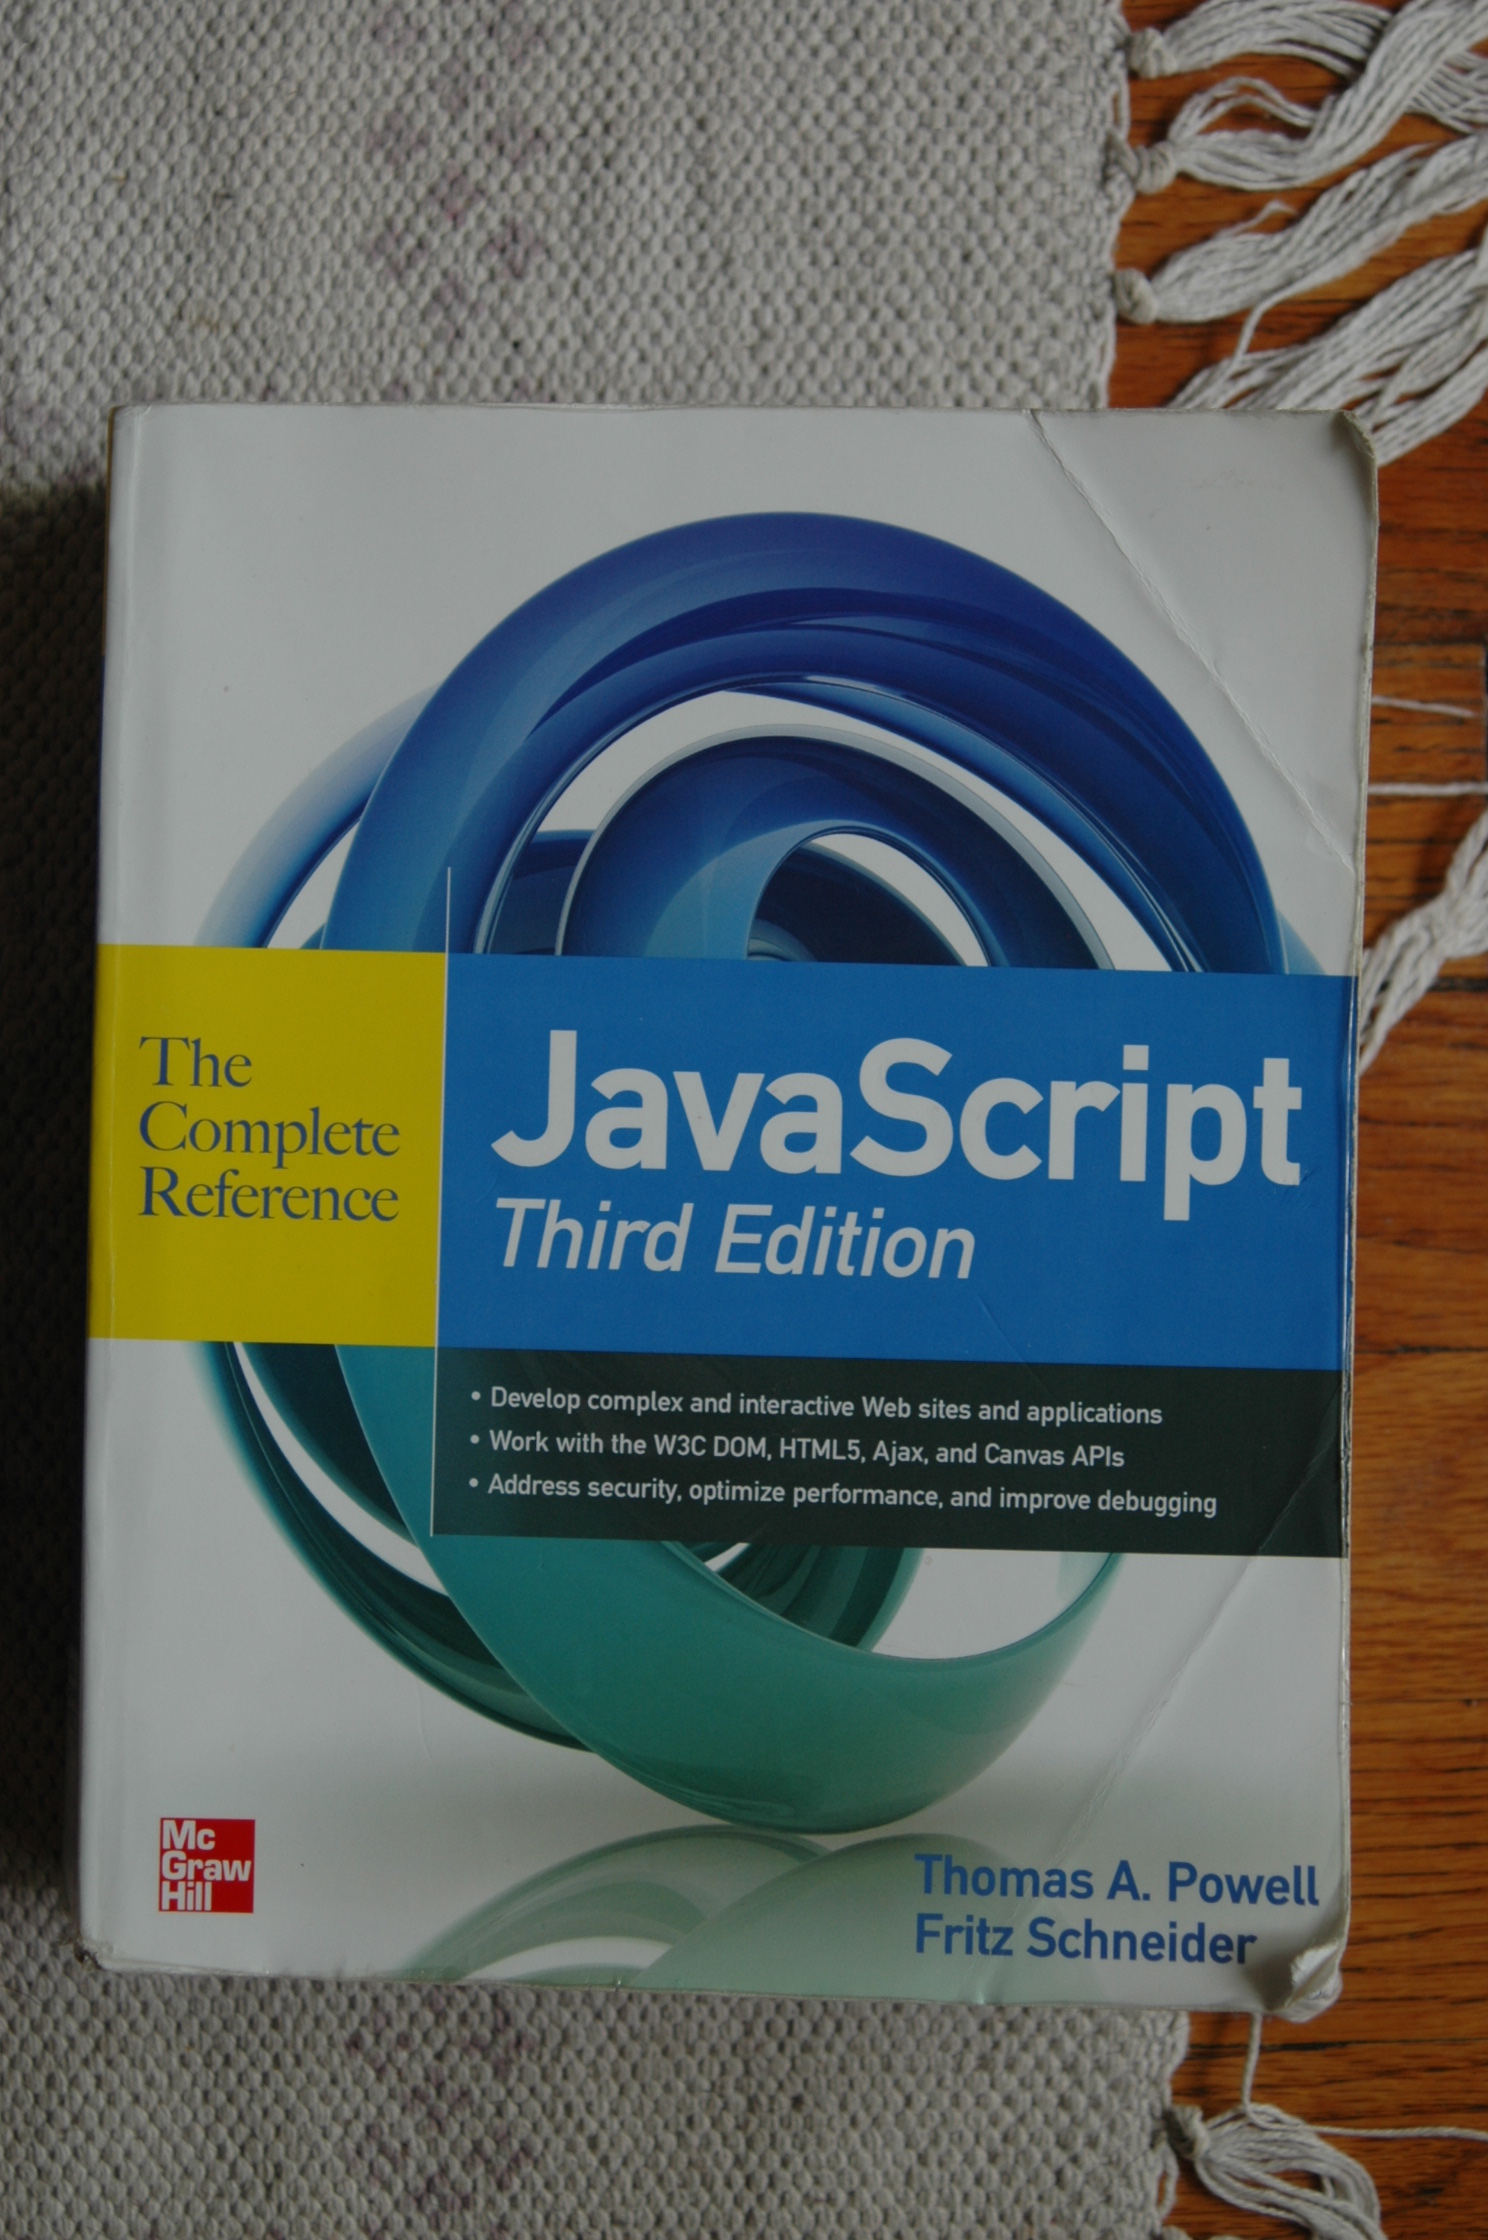 The
Complete
Reference
JavaScript
Third Edition
• Develop complex and interactive Web sites and applications
• Work with the W3C DOM, HTML5, Ajax, and Canvas APIs
• Address security, optimize performance, and improve debugging
Mc
Graw
Hill
Thomas A. Powell
Fritz Schneider